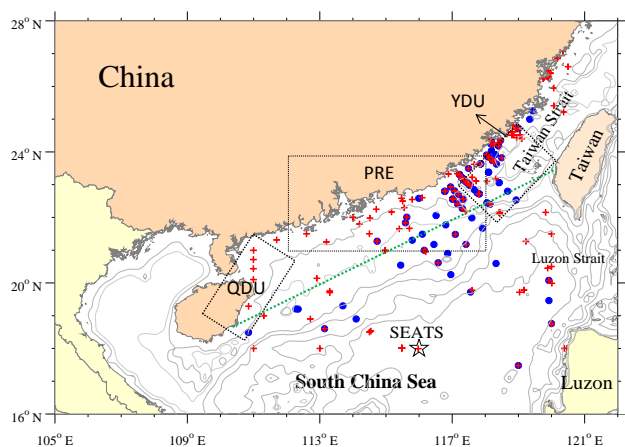 28° N
24° N
20° N
16° N
China
YDU
Taiwan Strait
Taiwan
PRE
QDU
Luzon Strait
SEATS
South China Sea
Luzon
105° E
109° E
113° E
117° E
121° E